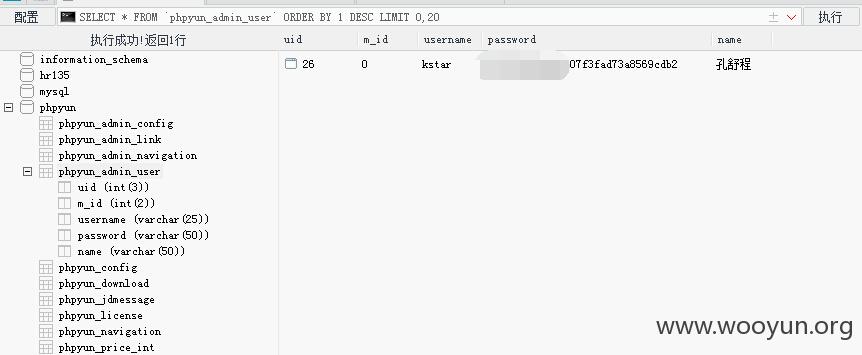 配置 SELECT * FROM `phpyun_admin_user` ORDER BY 1 DESC LIMIT 0,20 执行
执行成功!返回1行 uid m_id username password name
26 0 kstar 07f3fad73a8569cdb2 孔舒程
information_schema
hr135
mysql
phpyun
phpyun_admin_config
phpyun_admin_link
phpyun_admin_navigation
phpyun_admin_user
uid (int(3))
m_id (int(2))
username (varchar(25))
password (varchar(50))
name (varchar(50))
phpyun_config
phpyun_download
phpyun_jdmessage
phpyun_license
phpyun_navigation
phpyun_price_int
www.wooyun.org